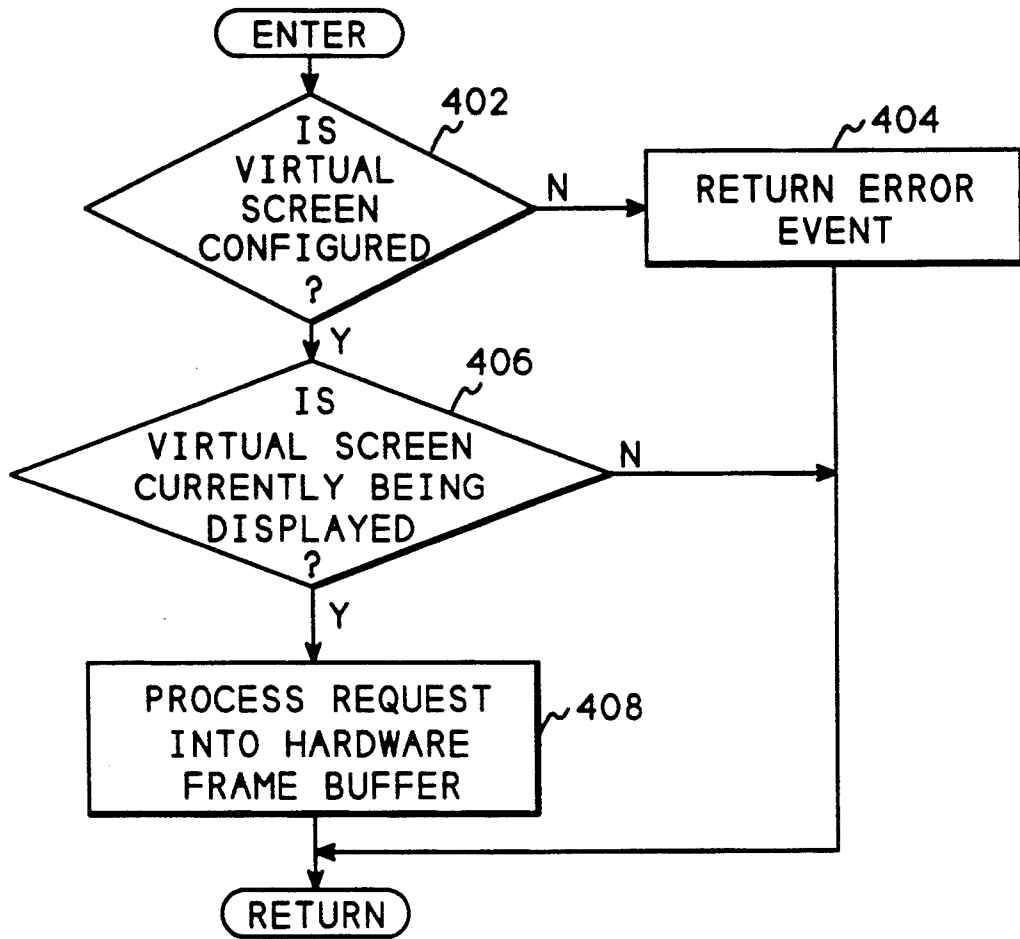 ENTER
402
IS
VIRTUAL
SCREEN
CONFIGURED
?
N
404
RETURN ERROR
EVENT
Y
406
IS
VIRTUAL SCREEN
CURRENTLY BEING
DISPLAYED
?
N
Y
PROCESS REQUEST
INTO HARDWARE
FRAME BUFFER
408
RETURN